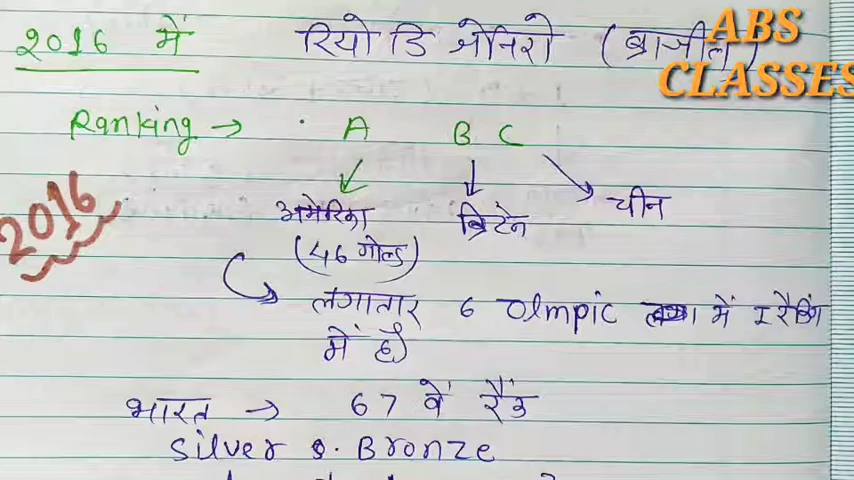 2016 में रियो डि जेनिरो (ब्राजील)
ABS
CLASSES
Ranking → A B C
2016
अमेरिका ब्रिटेन चीन
(46 गोल्ड)
लगातार 6 Olmpic में I रैंकिंग
में है
भारत → 67 वें रैंक
Silver &. Bronze